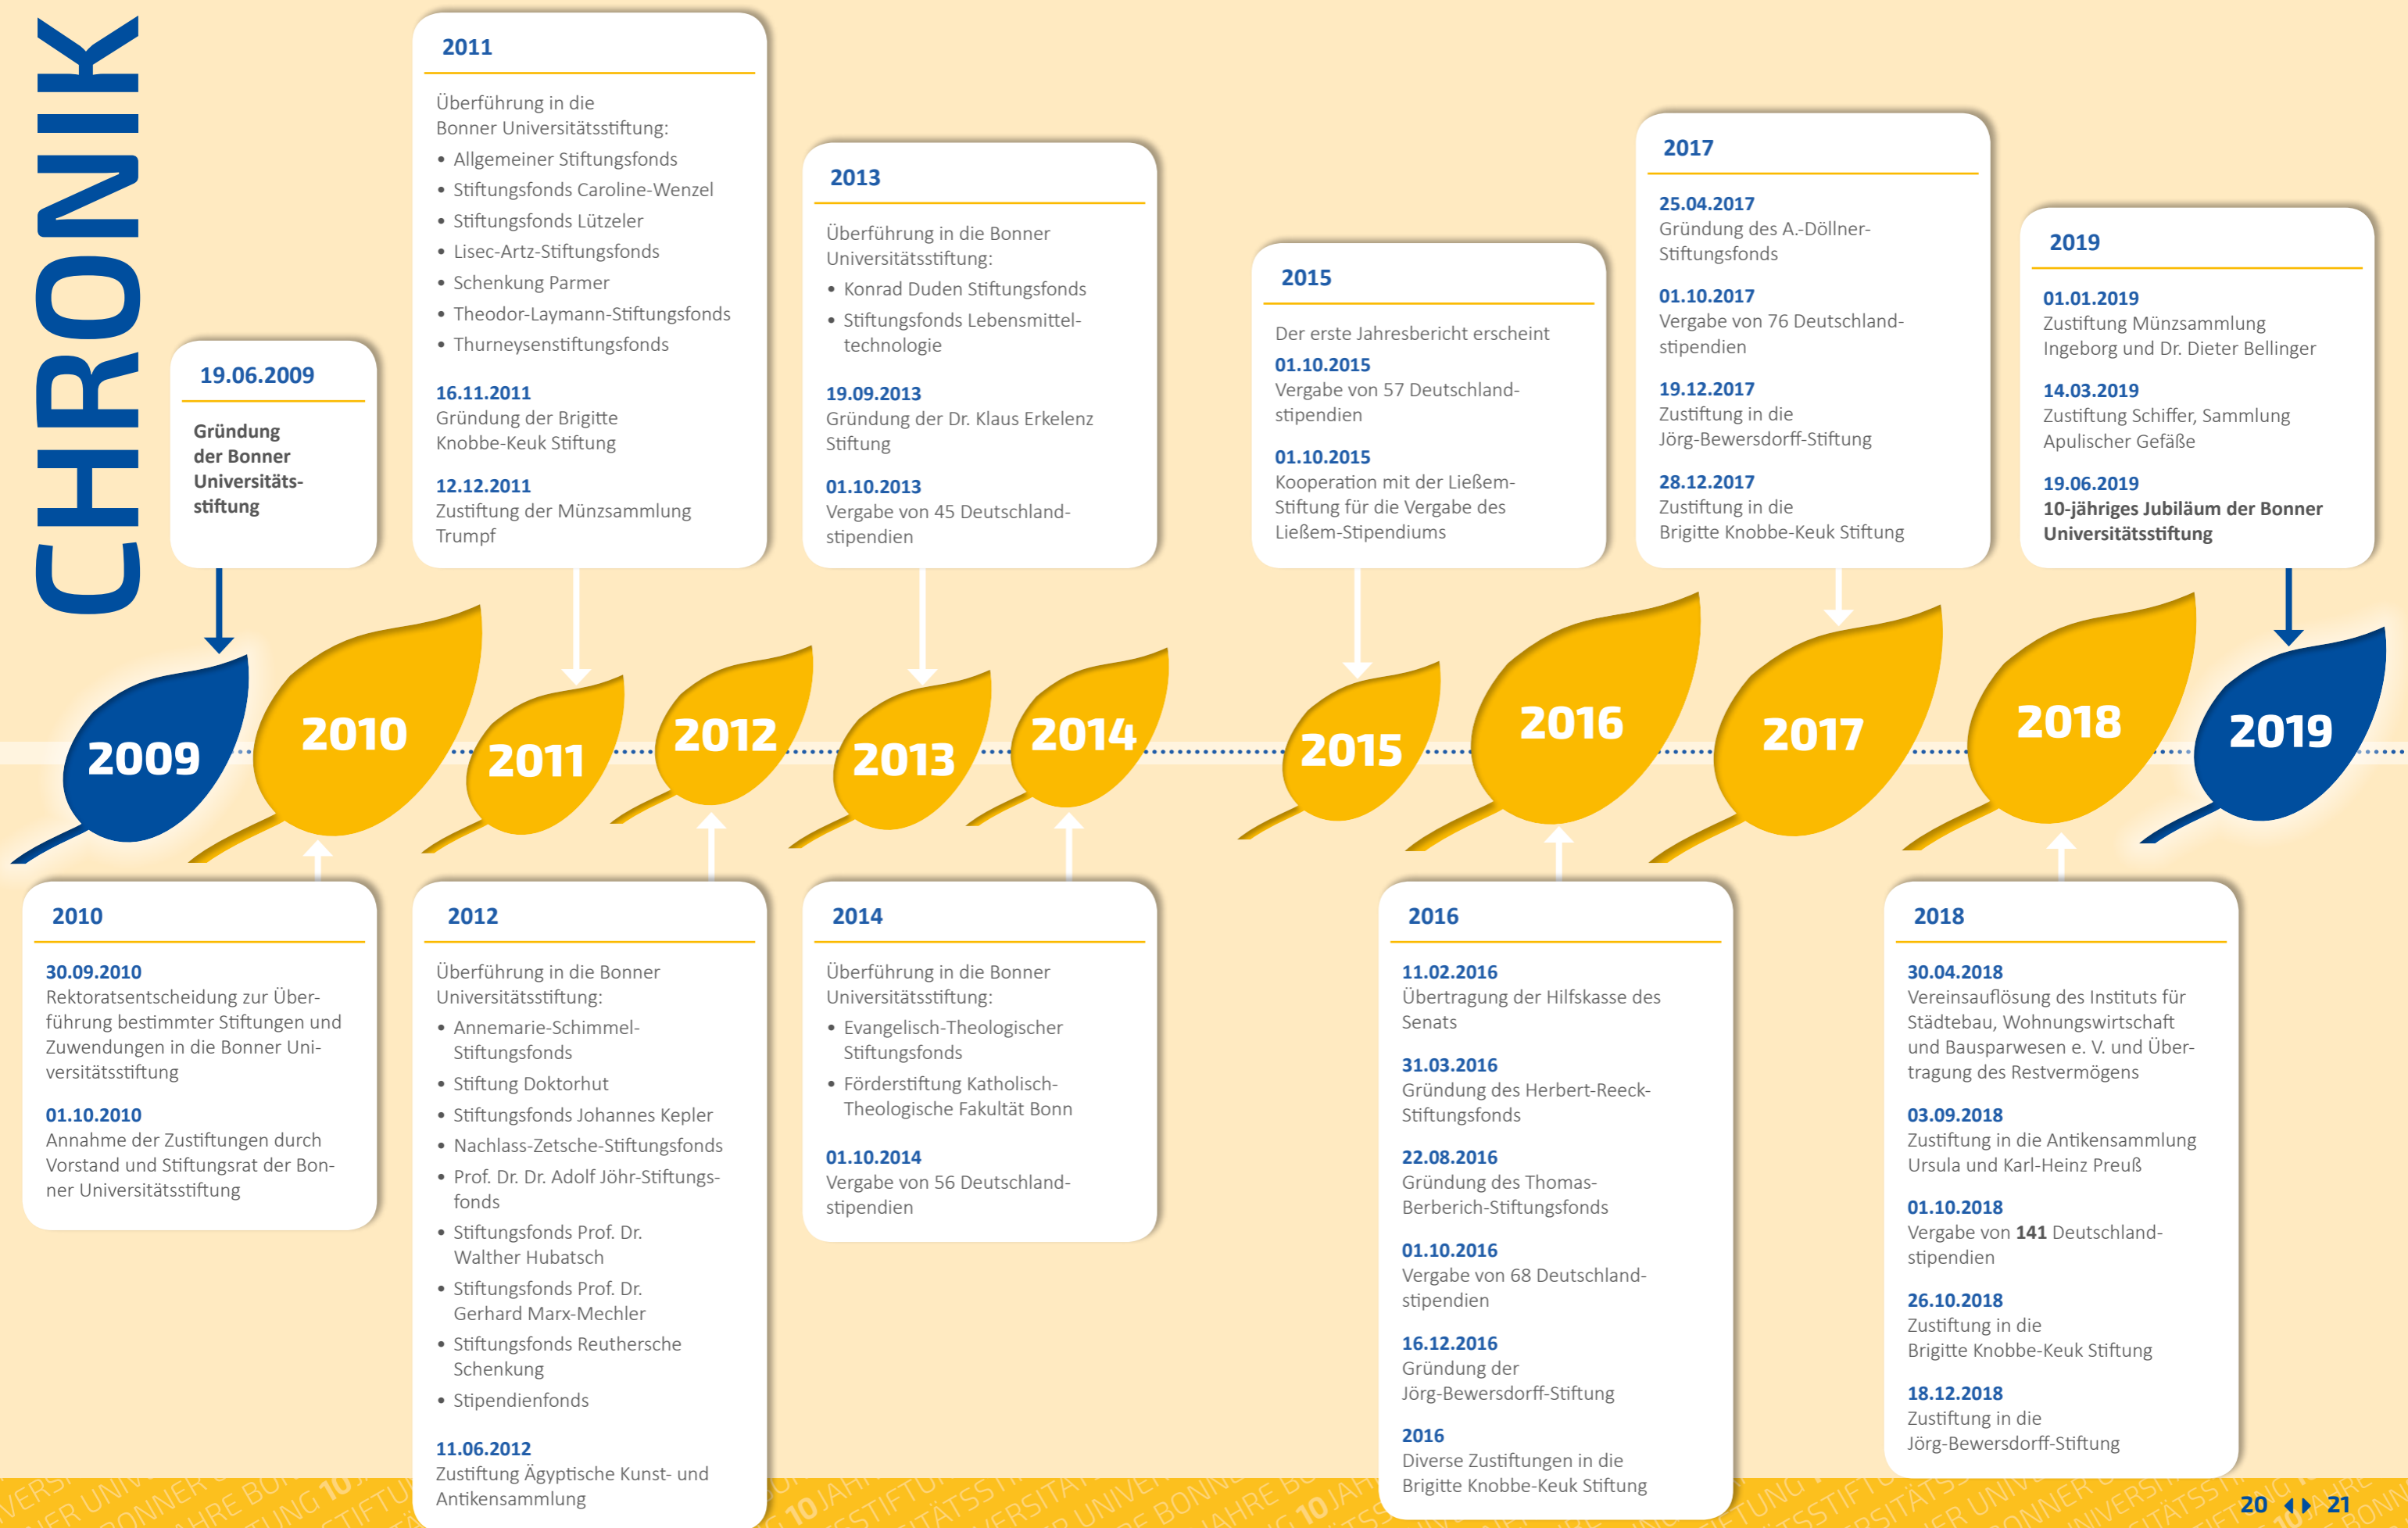 CHRONIK
19.06.2009
Gründung
der Bonner
Universitäts-
stiftung
2011
Überführung in die
Bonner Universitätsstiftung:
• Allgemeiner Stiftungsfonds
• Stiftungsfonds Caroline-Wenzel
• Stiftungsfonds Lützeler
• Lisec-Artz-Stiftungsfonds
• Schenkung Parmer
• Theodor-Laymann-Stiftungsfonds
• Thurneysenstiftungsfonds
16.11.2011
Gründung der Brigitte
Knobbe-Keuk Stiftung
12.12.2011
Zustiftung der Münzsammlung
Trumpf
2013
Überführung in die Bonner
Universitätsstiftung:
• Konrad Duden Stiftungsfonds
• Stiftungsfonds Lebensmittel-
technologie
19.09.2013
Gründung der Dr. Klaus Erkelenz
Stiftung
01.10.2013
Vergabe von 45 Deutschland-
stipendien
2015
Der erste Jahresbericht erscheint
01.10.2015
Vergabe von 57 Deutschland-
stipendien
01.10.2015
Kooperation mit der Ließem-
Stiftung für die Vergabe des
Ließem-Stipendiums
2017
25.04.2017
Gründung des A.-Döllner-
Stiftungsfonds
01.10.2017
Vergabe von 76 Deutschland-
stipendien
19.12.2017
Zustiftung in die
Jörg-Bewersdorff-Stiftung
28.12.2017
Zustiftung in die
Brigitte Knobbe-Keuk Stiftung
2019
01.01.2019
Zustiftung Münzsammlung
Ingeborg und Dr. Dieter Bellinger
14.03.2019
Zustiftung Schiffer, Sammlung
Apulischer Gefäße
19.06.2019
10-jähriges Jubiläum der Bonner
Universitätsstiftung
2009
2010
2011
2012
2013
2014
2015
2016
2017
2018
2019
2010
30.09.2010
Rektoratsentscheidung zur Über-
führung bestimmter Stiftungen und
Zuwendungen in die Bonner Uni-
versitätsstiftung
01.10.2010
Annahme der Zustiftungen durch
Vorstand und Stiftungsrat der Bon-
ner Universitätsstiftung
2012
Überführung in die Bonner
Universitätsstiftung:
• Annemarie-Schimmel-
Stiftungsfonds
• Stiftung Doktorhut
• Stiftungsfonds Johannes Kepler
• Nachlass-Zetsche-Stiftungsfonds
• Prof. Dr. Dr. Adolf Jöhr-Stiftungs-
fonds
• Stiftungsfonds Prof. Dr.
Walther Hubatsch
• Stiftungsfonds Prof. Dr.
Gerhard Marx-Mechler
• Stiftungsfonds Reuthersche
Schenkung
• Stipendienfonds
11.06.2012
Zustiftung Ägyptische Kunst- und
Antikensammlung
2014
Überführung in die Bonner
Universitätsstiftung:
• Evangelisch-Theologischer
Stiftungsfonds
• Förderstiftung Katholisch-
Theologische Fakultät Bonn
01.10.2014
Vergabe von 56 Deutschland-
stipendien
2016
11.02.2016
Übertragung der Hilfskasse des
Senats
31.03.2016
Gründung des Herbert-Reeck-
Stiftungsfonds
22.08.2016
Gründung des Thomas-
Berberich-Stiftungsfonds
01.10.2016
Vergabe von 68 Deutschland-
stipendien
16.12.2016
Gründung der
Jörg-Bewersdorff-Stiftung
2016
Diverse Zustiftungen in die
Brigitte Knobbe-Keuk Stiftung
2018
30.04.2018
Vereinsauflösung des Instituts für
Städtebau, Wohnungswirtschaft
und Bausparwesen e. V. und Über-
tragung des Restvermögens
03.09.2018
Zustiftung in die Antikensammlung
Ursula und Karl-Heinz Preuß
01.10.2018
Vergabe von 141 Deutschland-
stipendien
26.10.2018
Zustiftung in die
Brigitte Knobbe-Keuk Stiftung
18.12.2018
Zustiftung in die
Jörg-Bewersdorff-Stiftung
20 21